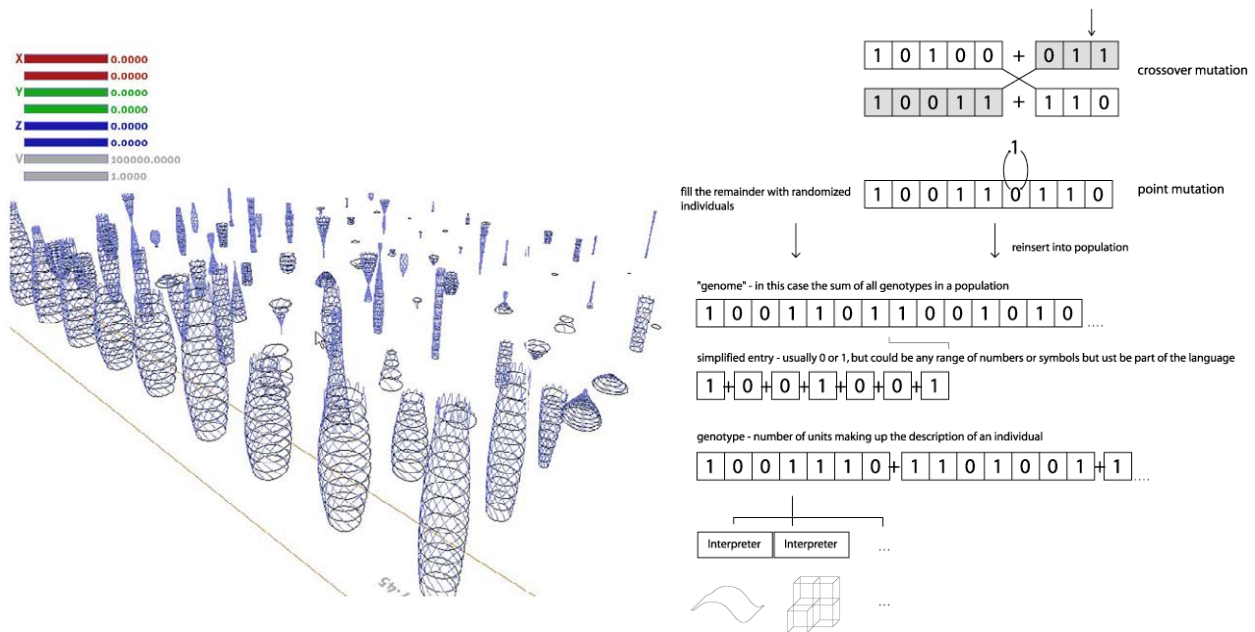 X 0.0000
0.0000
Y 0.0000
0.0000
Z 0.0000
0.0000
V 100000.0000
1.0000
7.45
1 0 1 0 0 + 0 1 1
crossover mutation
1 0 0 1 1 + 1 1 0
1
fill the remainder with randomized
individuals
1 0 0 1 1 0 1 1 0
point mutation
reinsert into population
"genome" - in this case the sum of all genotypes in a population
1 0 0 1 1 0 1 1 0 0 1 0 1 0 ....
simplified entry - usually 0 or 1, but could be any range of numbers or symbols but ust be part of the language
1+0+0+1+0+0+1
genotype - number of units making up the description of an individual
1 0 0 1 1 1 0+1 1 0 1 0 0 1+1 ....
Interpreter Interpreter ...
...